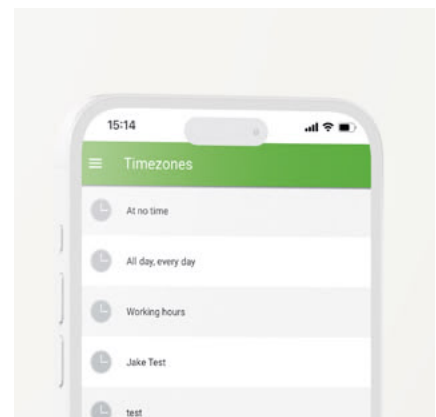 15:14
Timezones
At no time
All day, every day
Working hours
Jake Test
test